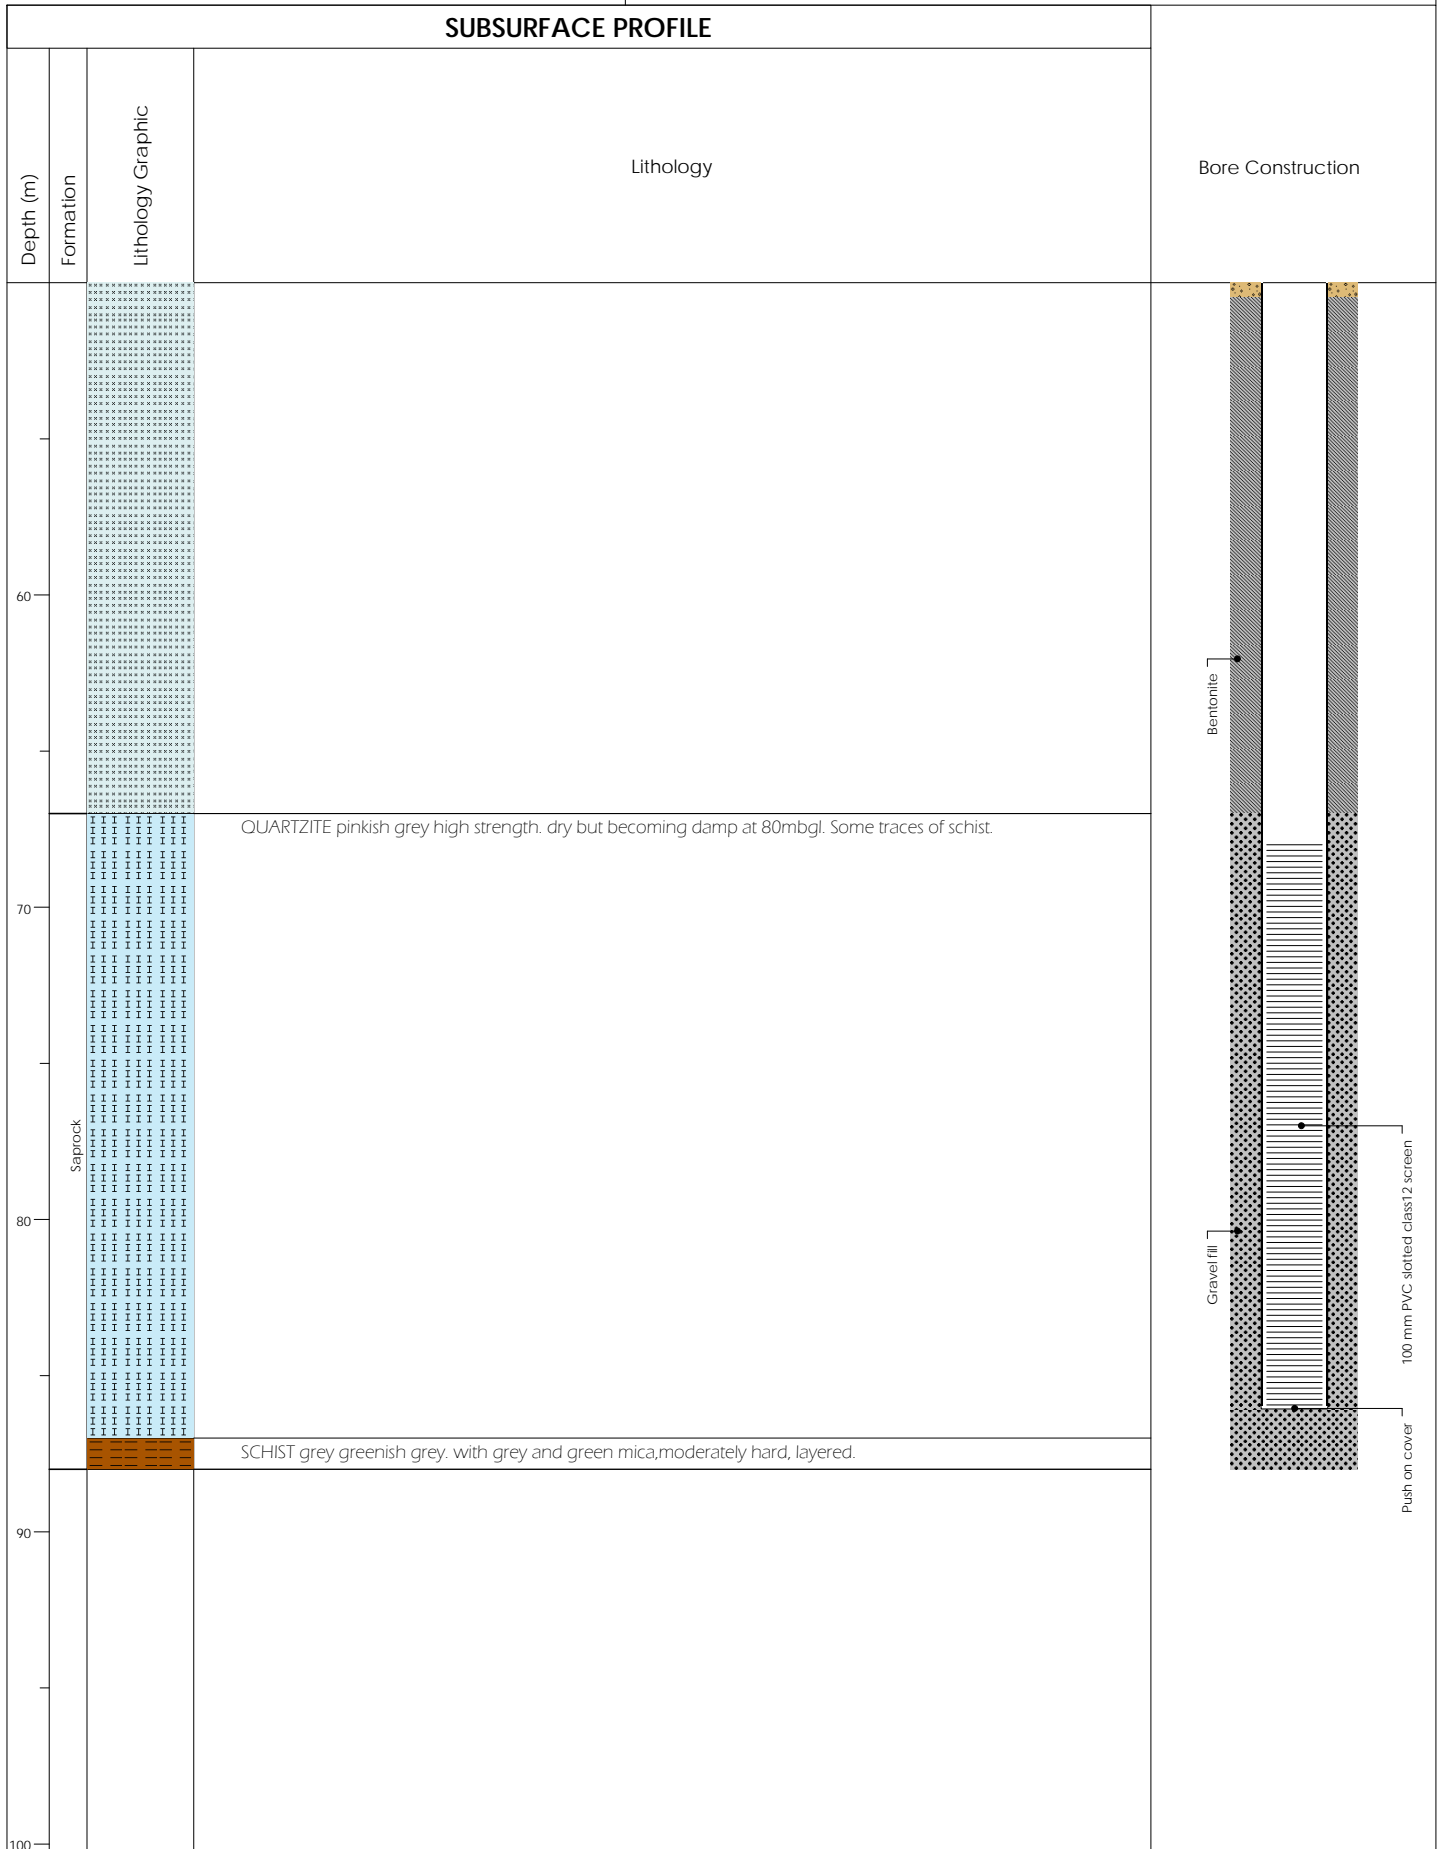 SUBSURFACE PROFILE
Depth (m)
Formation
Lithology Graphic
Lithology
Bore Construction
60
Bentonite
QUARTZITE pinkish grey high strength. dry but becoming damp at 80mbgl. Some traces of schist.
70
Saprock
100 mm PVC slotted class12 screen
80
Gravel fill
SCHIST grey greenish grey. with grey and green mica,moderately hard, layered.
Push on cover
90
100